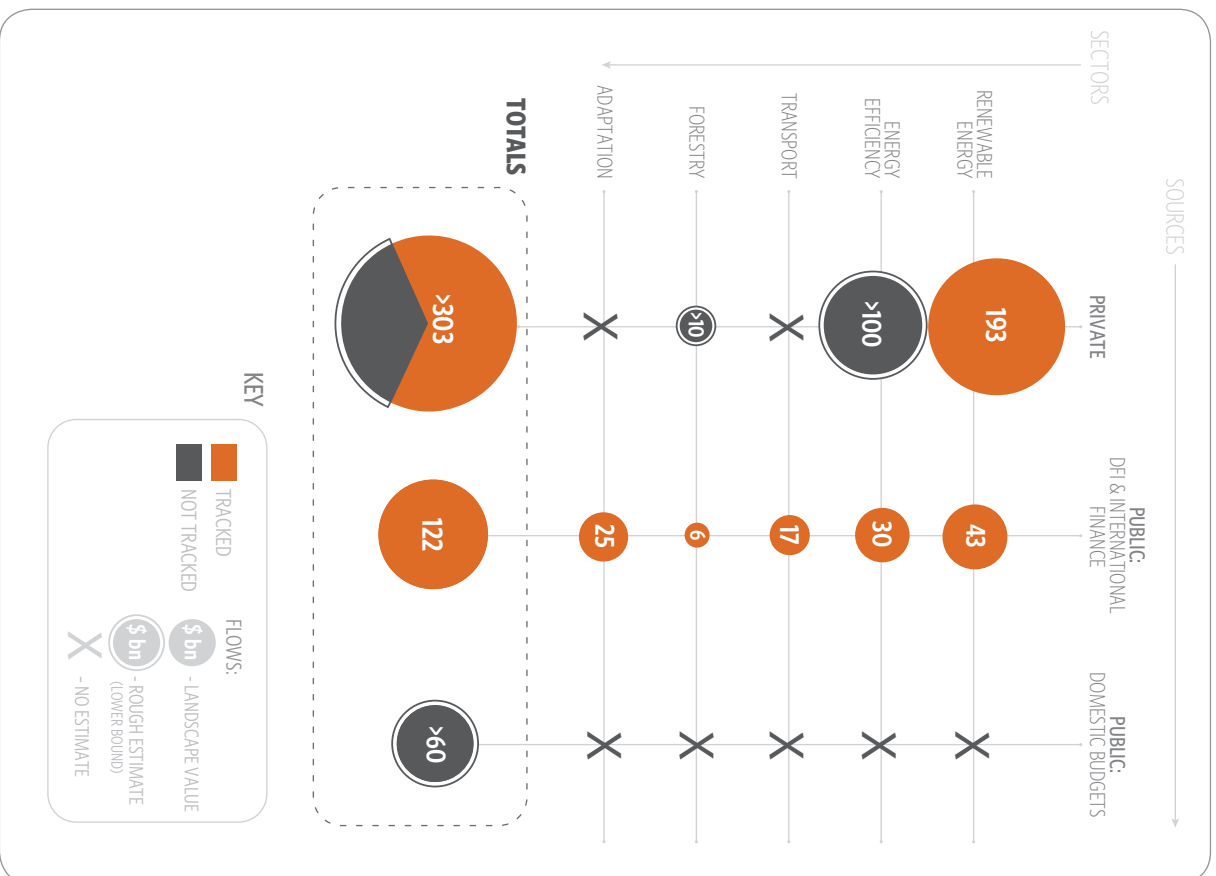 SOURCES
SECTORS
PRIVATE
PUBLIC:
DFI & INTERNATIONAL
FINANCE
PUBLIC:
DOMESTIC BUDGETS
RENEWABLE
ENERGY
193
43
X
ENERGY
EFFICIENCY
>100
30
X
TRANSPORT
X
17
X
FORESTRY
>10
6
X
ADAPTATION
X
25
X
TOTALS
>303
122
>60
KEY
TRACKED
NOT TRACKED
FLOWS:
$ bn - LANDSCAPE VALUE
$ bn - ROUGH ESTIMATE
(LOWER BOUND)
X - NO ESTIMATE